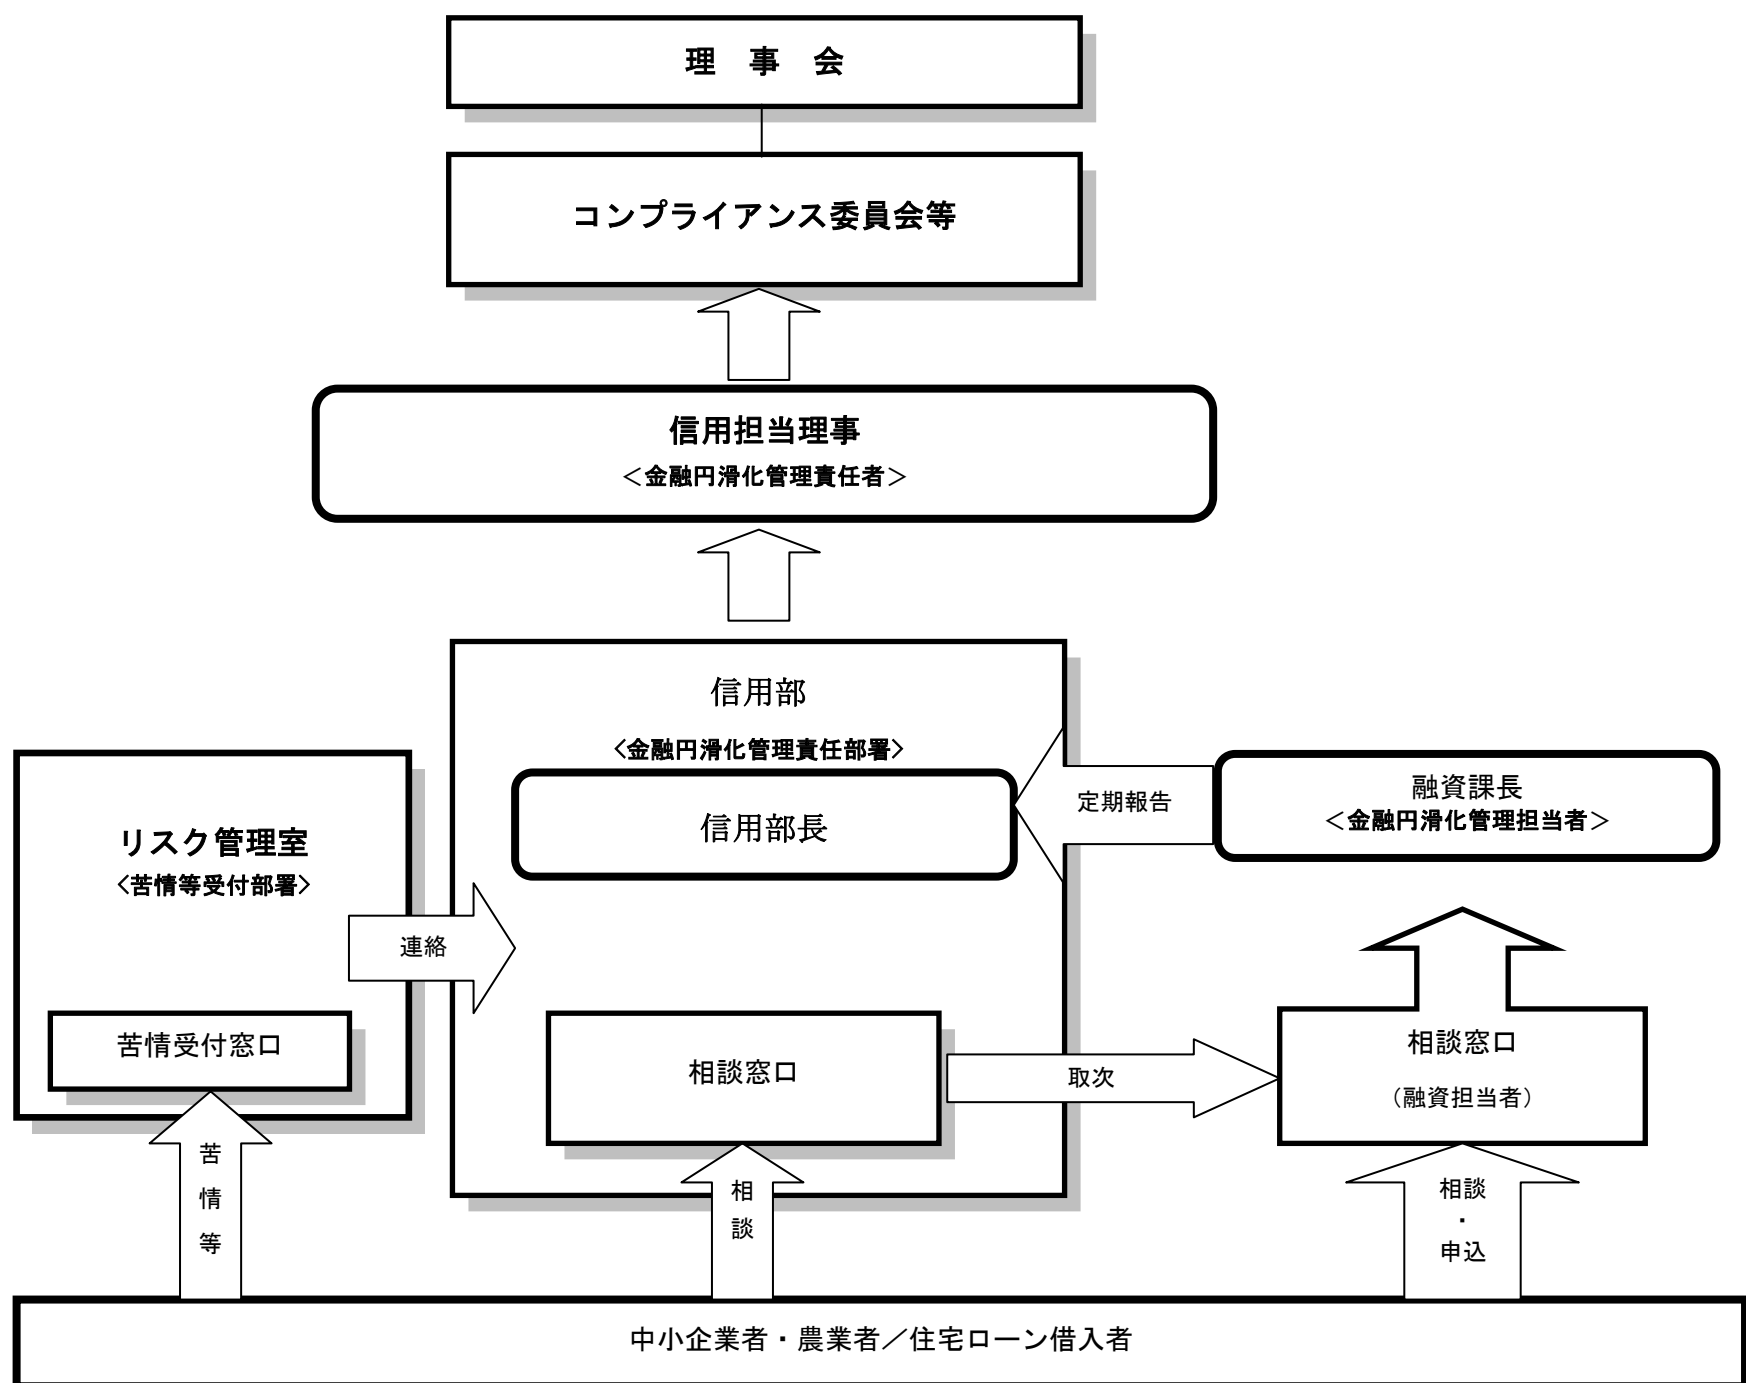 理　事　会
コンプライアンス委員会等
信用担当理事
＜金融円滑化管理責任者＞
信用部
<金融円滑化管理責任部署>
信用部長
定期報告
融資課長
＜金融円滑化管理担当者＞
リスク管理室
<苦情等受付部署>
連絡
苦情受付窓口
相談窓口
取次
相談窓口
（融資担当者）
苦情等
相談
相談
・
申込
中小企業者・農業者／住宅ローン借入者